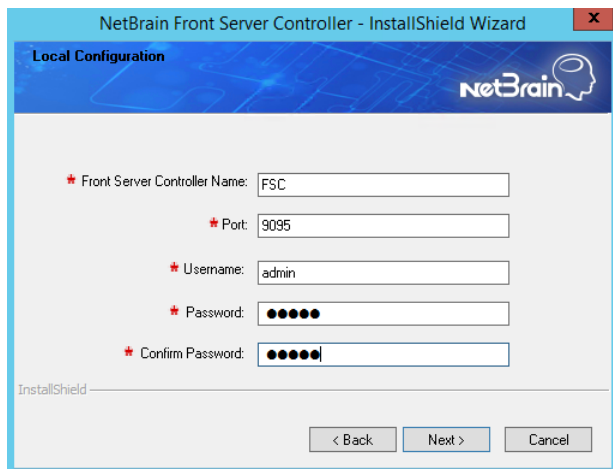 NetBrain Front Server Controller - InstallShield Wizard
x
Local Configuration
NetBrain
* Front Server Controller Name: FSC
* Port: 9095
* Username: admin
* Password: ●●●●●
* Confirm Password: ●●●●●
InstallShield
< Back Next > Cancel